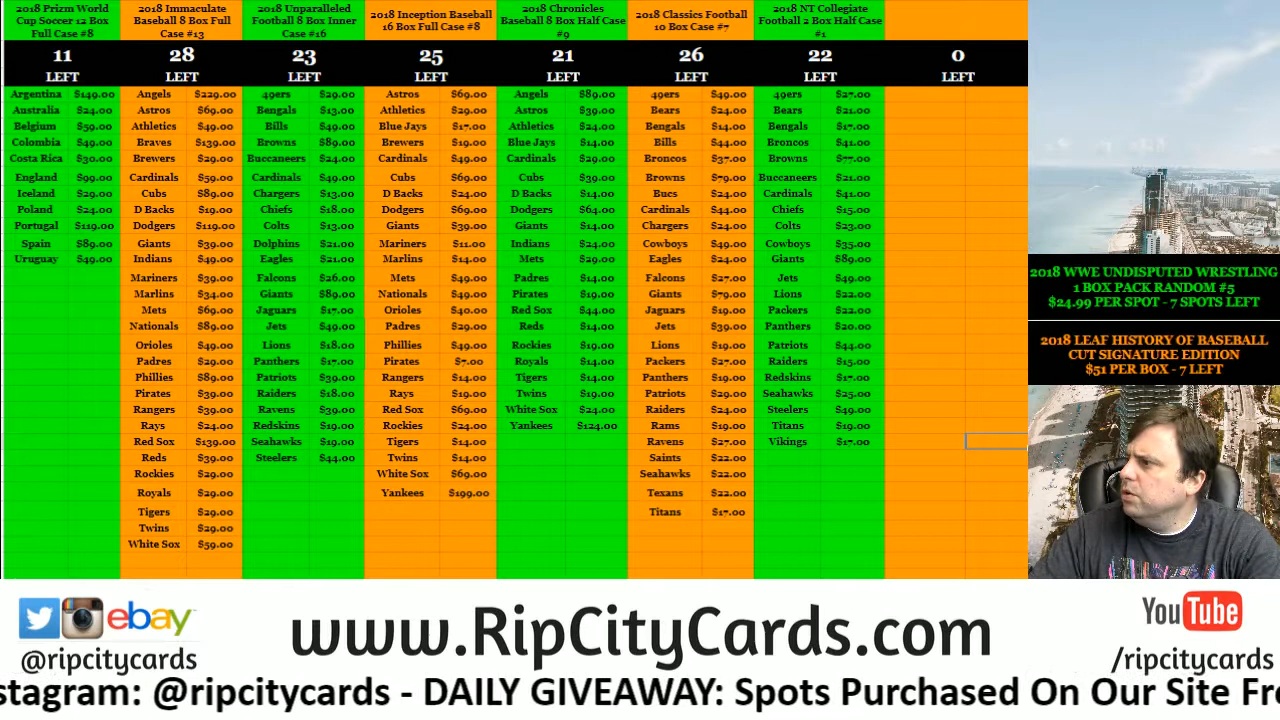 2018 Prizm World
Cup Soccer 12 Box
Full Case #8
11
LEFT
Argentina $149.00
Australia $24.00
Belgium $59.00
Colombia $49.00
Costa Rica $30.00
England $99.00
Iceland $29.00
Poland $24.00
Portugal $119.00
Spain $89.00
Uruguay $49.00
2018 Immaculate
Baseball 8 Box Full
Case #13
28
LEFT
Angels $229.00
Astros $69.00
Athletics $49.00
Braves $139.00
Brewers $29.00
Cardinals $59.00
Cubs $89.00
D Backs $19.00
Dodgers $119.00
Giants $39.00
Indians $49.00
Mariners $39.00
Marlins $34.00
Mets $69.00
Nationals $89.00
Orioles $49.00
Padres $29.00
Phillies $89.00
Pirates $39.00
Rangers $39.00
Rays $24.00
Red Sox $139.00
Reds $39.00
Rockies $29.00
Royals $29.00
Tigers $29.00
Twins $29.00
White Sox $59.00
2018 Unparalleled
Football 8 Box Inner
Case #16
23
LEFT
49ers $29.00
Bengals $13.00
Bills $49.00
Browns $89.00
Buccaneers $24.00
Cardinals $49.00
Chargers $13.00
Chiefs $18.00
Colts $13.00
Dolphins $21.00
Eagles $21.00
Falcons $26.00
Giants $89.00
Jaguars $17.00
Jets $49.00
Lions $18.00
Panthers $17.00
Patriots $39.00
Raiders $18.00
Ravens $39.00
Redskins $19.00
Seahawks $19.00
Steelers $44.00
2018 Inception Baseball
16 Box Full Case #8
25
LEFT
Astros $69.00
Athletics $29.00
Blue Jays $17.00
Brewers $19.00
Cardinals $49.00
Cubs $69.00
D Backs $24.00
Dodgers $69.00
Giants $39.00
Mariners $11.00
Marlins $14.00
Mets $49.00
Nationals $49.00
Orioles $40.00
Padres $29.00
Phillies $49.00
Pirates $7.00
Rangers $14.00
Rays $19.00
Red Sox $69.00
Rockies $24.00
Tigers $14.00
Twins $14.00
White Sox $69.00
Yankees $199.00
2018 Chronicles
Baseball 8 Box Half Case
#9
21
LEFT
Angels $89.00
Astros $39.00
Athletics $24.00
Blue Jays $14.00
Cardinals $29.00
Cubs $39.00
D Backs $14.00
Dodgers $64.00
Giants $14.00
Indians $24.00
Mets $29.00
Padres $14.00
Pirates $19.00
Red Sox $44.00
Reds $14.00
Rockies $19.00
Royals $14.00
Tigers $14.00
Twins $19.00
White Sox $24.00
Yankees $124.00
2018 Classics Football
10 Box Case #7
26
LEFT
49ers $49.00
Bears $24.00
Bengals $14.00
Bills $44.00
Broncos $37.00
Browns $79.00
Bucs $24.00
Cardinals $44.00
Chargers $24.00
Cowboys $49.00
Eagles $24.00
Falcons $27.00
Giants $79.00
Jaguars $19.00
Jets $39.00
Lions $19.00
Packers $27.00
Panthers $19.00
Patriots $29.00
Raiders $24.00
Rams $19.00
Ravens $27.00
Saints $22.00
Seahawks $22.00
Texans $22.00
Titans $17.00
2018 NT Collegiate
Football 2 Box Half Case
#1
22
LEFT
49ers $27.00
Bears $21.00
Bengals $17.00
Broncos $41.00
Browns $77.00
Buccaneers $21.00
Cardinals $41.00
Chiefs $15.00
Colts $23.00
Cowboys $35.00
Giants $89.00
Jets $49.00
Lions $22.00
Packers $22.00
Panthers $20.00
Patriots $44.00
Raiders $15.00
Redskins $17.00
Seahawks $25.00
Steelers $49.00
Titans $19.00
Vikings $17.00
0
LEFT
2018 WWE UNDISPUTED WRESTLING
1 BOX PACK RANDOM #5
$24.99 PER SPOT - 7 SPOTS LEFT
2018 LEAF HISTORY OF BASEBALL
CUT SIGNATURE EDITION
$51 PER BOX - 7 LEFT
ebay
@ripcitycards
www.RipCityCards.com
YouTube
/ripcitycards
stagram: @ripcitycards - DAILY GIVEAWAY: Spots Purchased On Our Site Fr